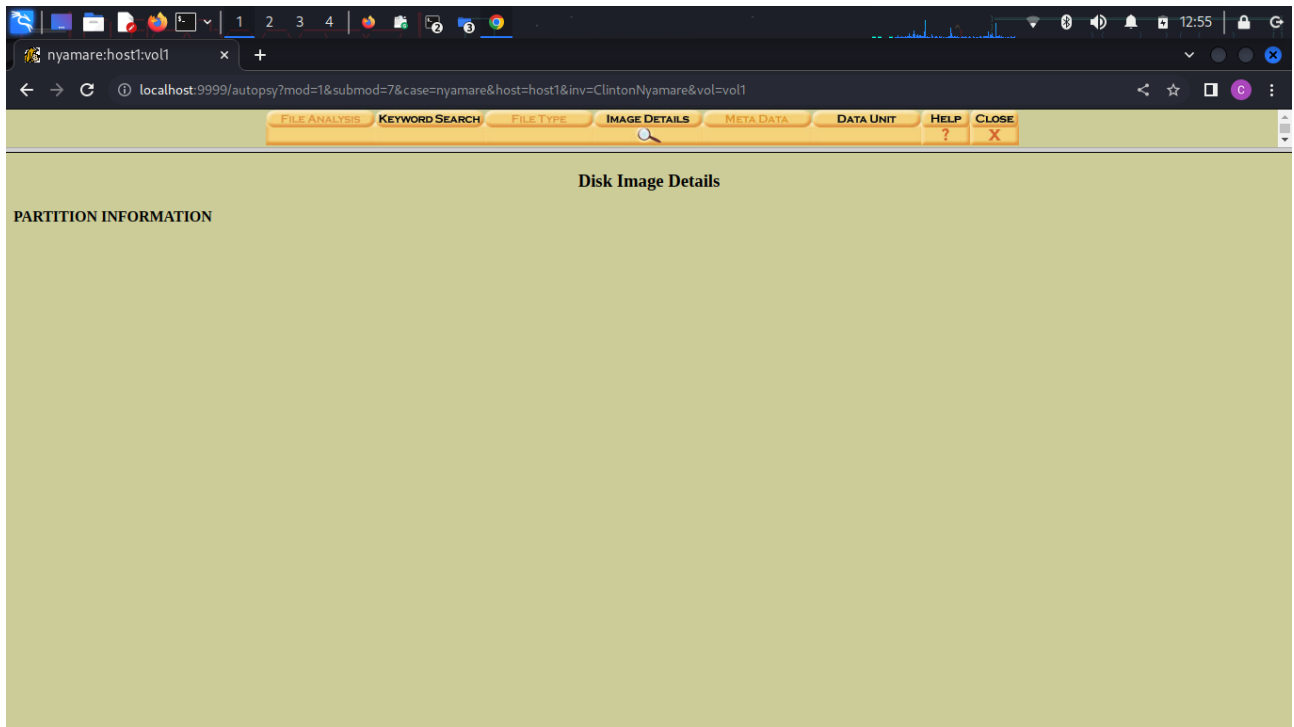 1 2 3 4 2 3 12:55
nyamare:host1:vol1
localhost:9999/autopsy?mod=1&submod=7&case=nyamare&host=host1&inv=ClintonNyamare&vol=vol1 C
FILE ANALYSIS KEYWORD SEARCH FILE TYPE IMAGE DETAILS META DATA DATA UNIT HELP CLOSE
? X
Disk Image Details
PARTITION INFORMATION